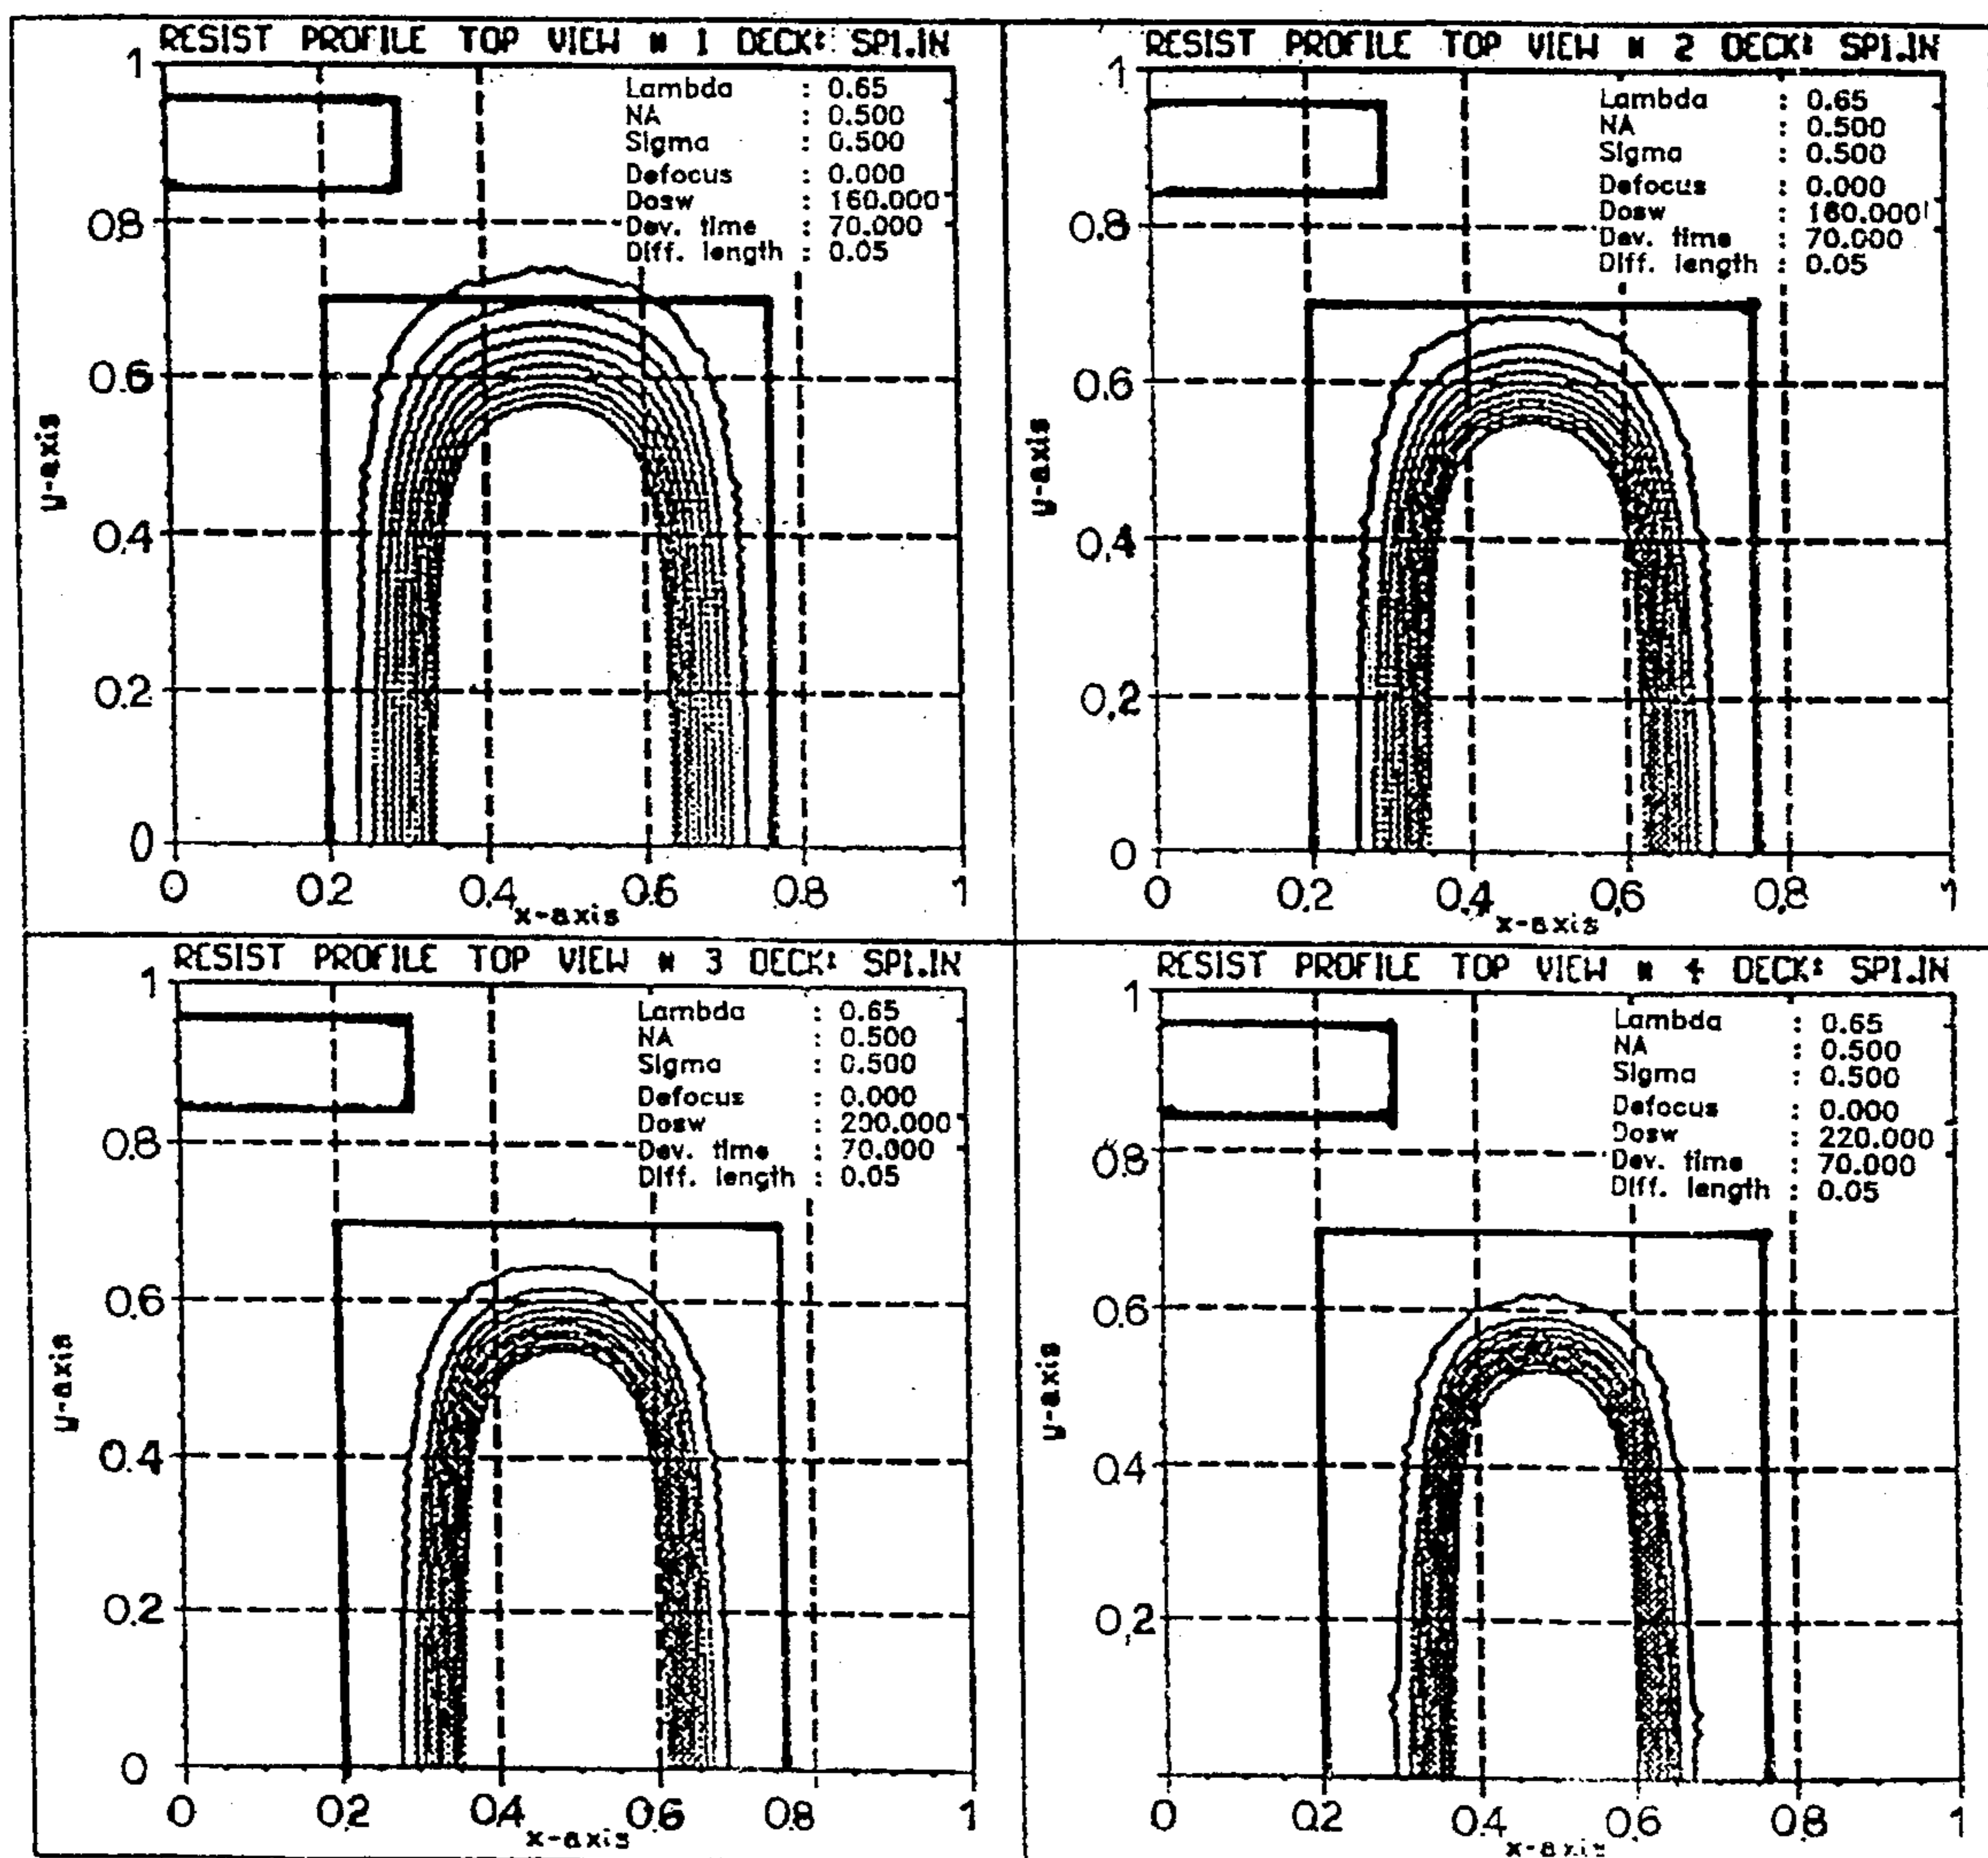 RESIST PROFILE TOP VIEW # 1 DECK: SP1.IN
Lambda : 0.65
NA : 0.500
Sigma : 0.500
Defocus : 0.000
Dosw : 160.000
Dev. time : 70.000
Diff. length : 0.05
1
0.8
0.6
0.4
0.2
0
y-axis
0 0.2 0.4 0.6 0.8 1
x-axis
RESIST PROFILE TOP VIEW # 2 DECK: SP1.IN
Lambda : 0.65
NA : 0.500
Sigma : 0.500
Defocus : 0.000
Dosw :
Dev. time : 70.000
Diff. length : 0.05
1
0.8
0.6
0.4
0.2
0
y-axis
0 0.2 0.4 0.6 0.8 1
x-axis
RESIST PROFILE TOP VIEW # 3 DECK: SP1.IN
Lambda : 0.65
NA : 0.500
Sigma : 0.500
Defocus : 0.000
Dosw : 200.000
Dev. time : 70.000
Diff. length : 0.05
1
0.8
0.6
0.4
0.2
0
y-axis
0 0.2 0.4 0.6 0.8 1
x-axis
RESIST PROFILE TOP VIEW # 4 DECK: SP1.IN
Lambda : 0.65
NA : 0.500
Sigma : 0.500
Defocus : 0.000
Dosw : 220.000
Dev. time : 70.000
Diff. length : 0.05
1
0.8
0.6
0.4
0.2
y-axis
0 0.2 0.4 0.6 0.8 1
x-axis